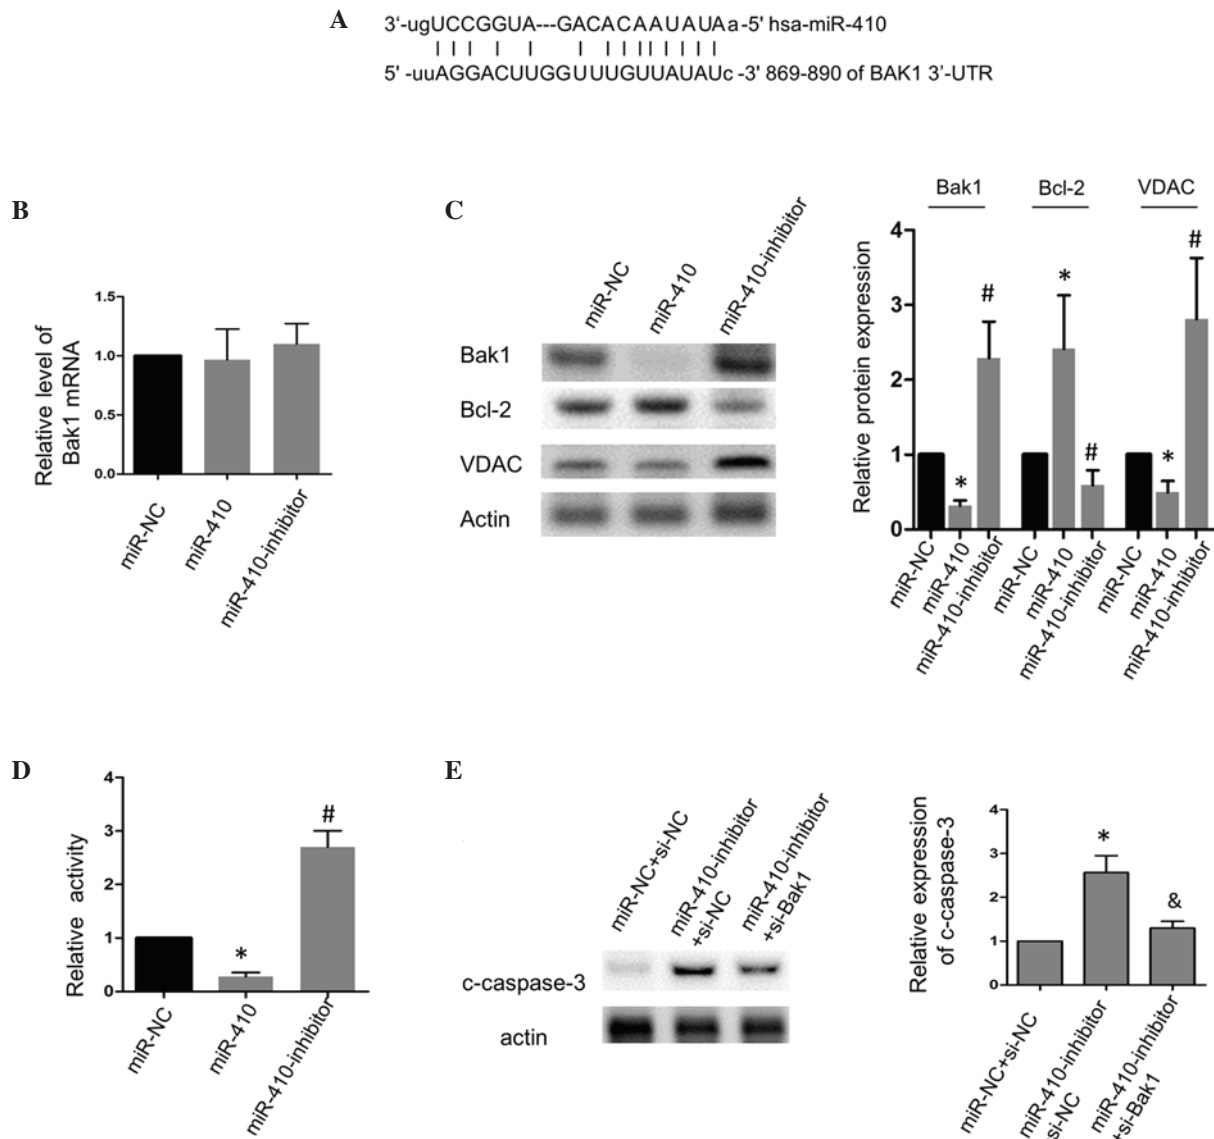 A
3‘-ugUCCGGUA---GACACAAUAUAa-5' hsa-miR-410
5' -uuAGGACUUGGUUUGUUAUAUc -3' 869-890 of BAK1 3’-UTR
B
Relative level of
Bak1 mRNA
1.5
1.0
0.5
0.0
miR-NC
miR-410
miR-410-inhibitor
C
miR-NC
miR-410
miR-410-inhibitor
Bak1
Bcl-2
VDAC
Actin
Bak1 Bcl-2 VDAC
Relative protein expression
4
3
2
1
0
*
#
*
#
*
#
miR-NC
miR-410
miR-410-inhibitor
miR-NC
miR-410
miR-410-inhibitor
miR-NC
miR-410
miR-410-inhibitor
D
Relative activity
4
3
2
1
0
*
#
miR-NC
miR-410
miR-410-inhibitor
E
miR-NC+si-NC
miR-410-inhibitor
+si-NC
miR-410-inhibitor
+si-Bak1
c-caspase-3
actin
Relative expression
of c-caspase-3
4
3
2
1
0
*
&
miR-NC+si-NC
miR-410-inhibitor
si-NC
miR-410-inhibitor
+si-Bak1